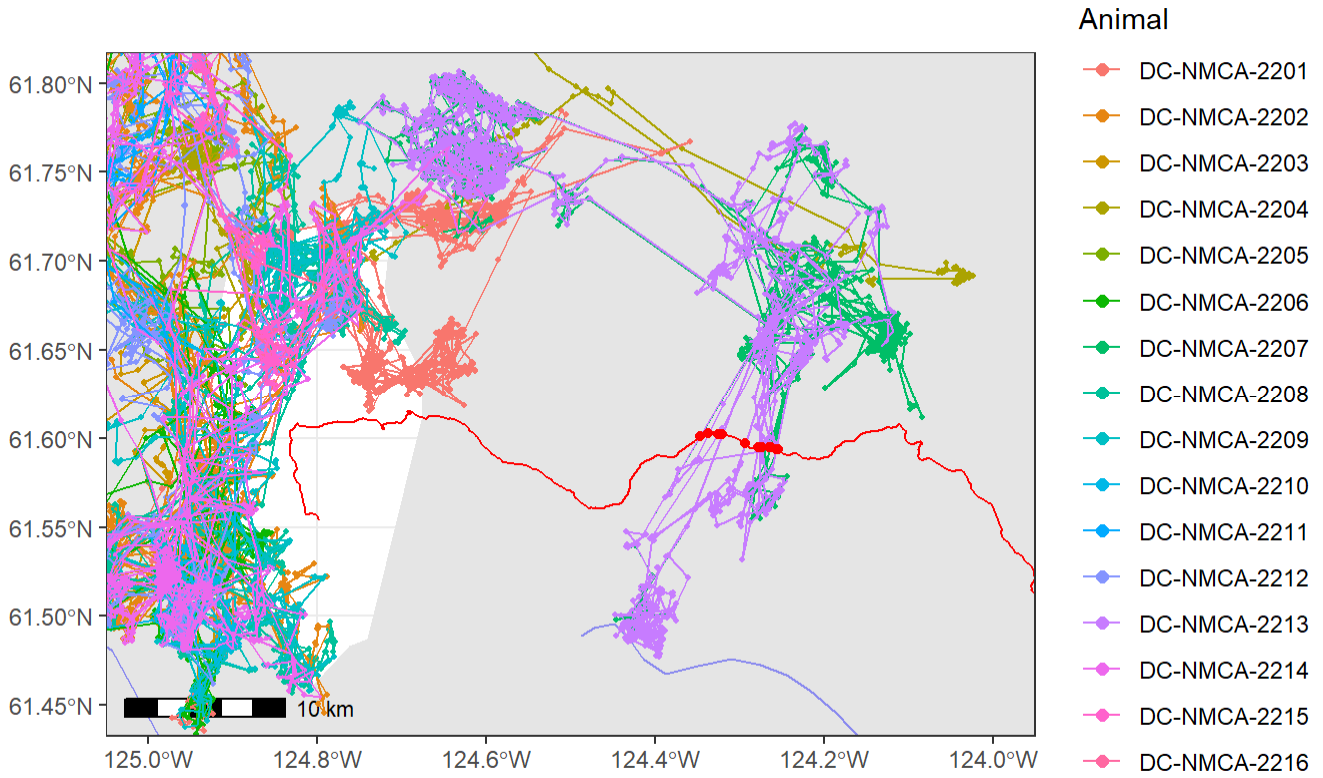 Animal
DC-NMCA-2201
DC-NMCA-2202
DC-NMCA-2203
DC-NMCA-2204
DC-NMCA-2205
DC-NMCA-2206
DC-NMCA-2207
DC-NMCA-2208
DC-NMCA-2209
DC-NMCA-2210
DC-NMCA-2211
DC-NMCA-2212
DC-NMCA-2213
DC-NMCA-2214
DC-NMCA-2215
DC-NMCA-2216
61.80°N
61.75°N
61.70°N
61.65°N
61.60°N
61.55°N
61.50°N
61.45°N
10 km
125.0°W 124.8°W 124.6°W 124.4°W 124.2°W 124.0°W